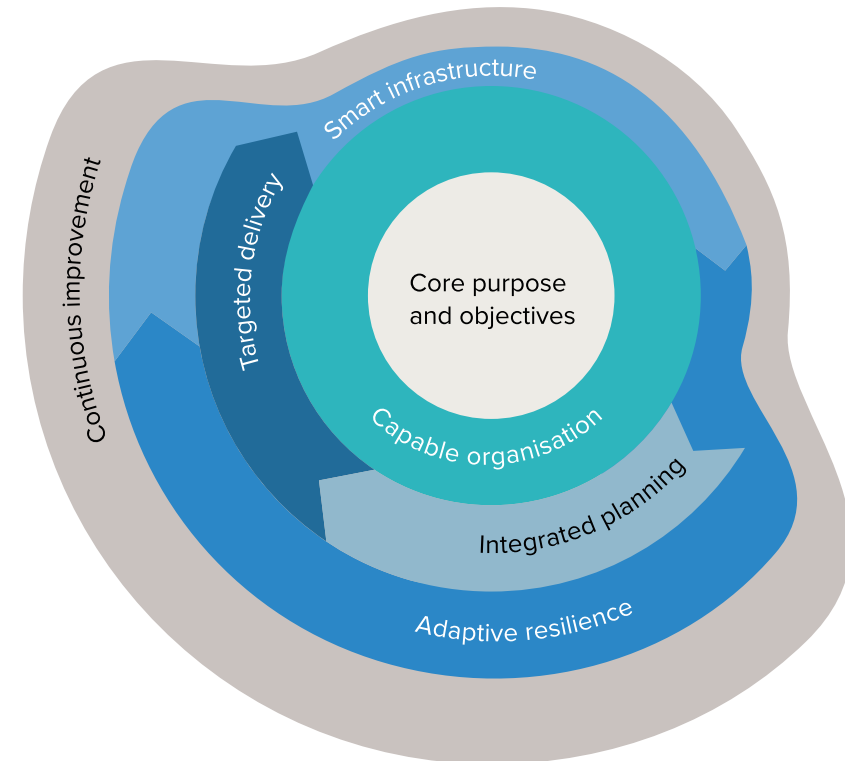 Smart infrastructure
Continuous improvement
Targeted delivery
Core purpose
and objectives
Capable organisation
Integrated planning
Adaptive resilience